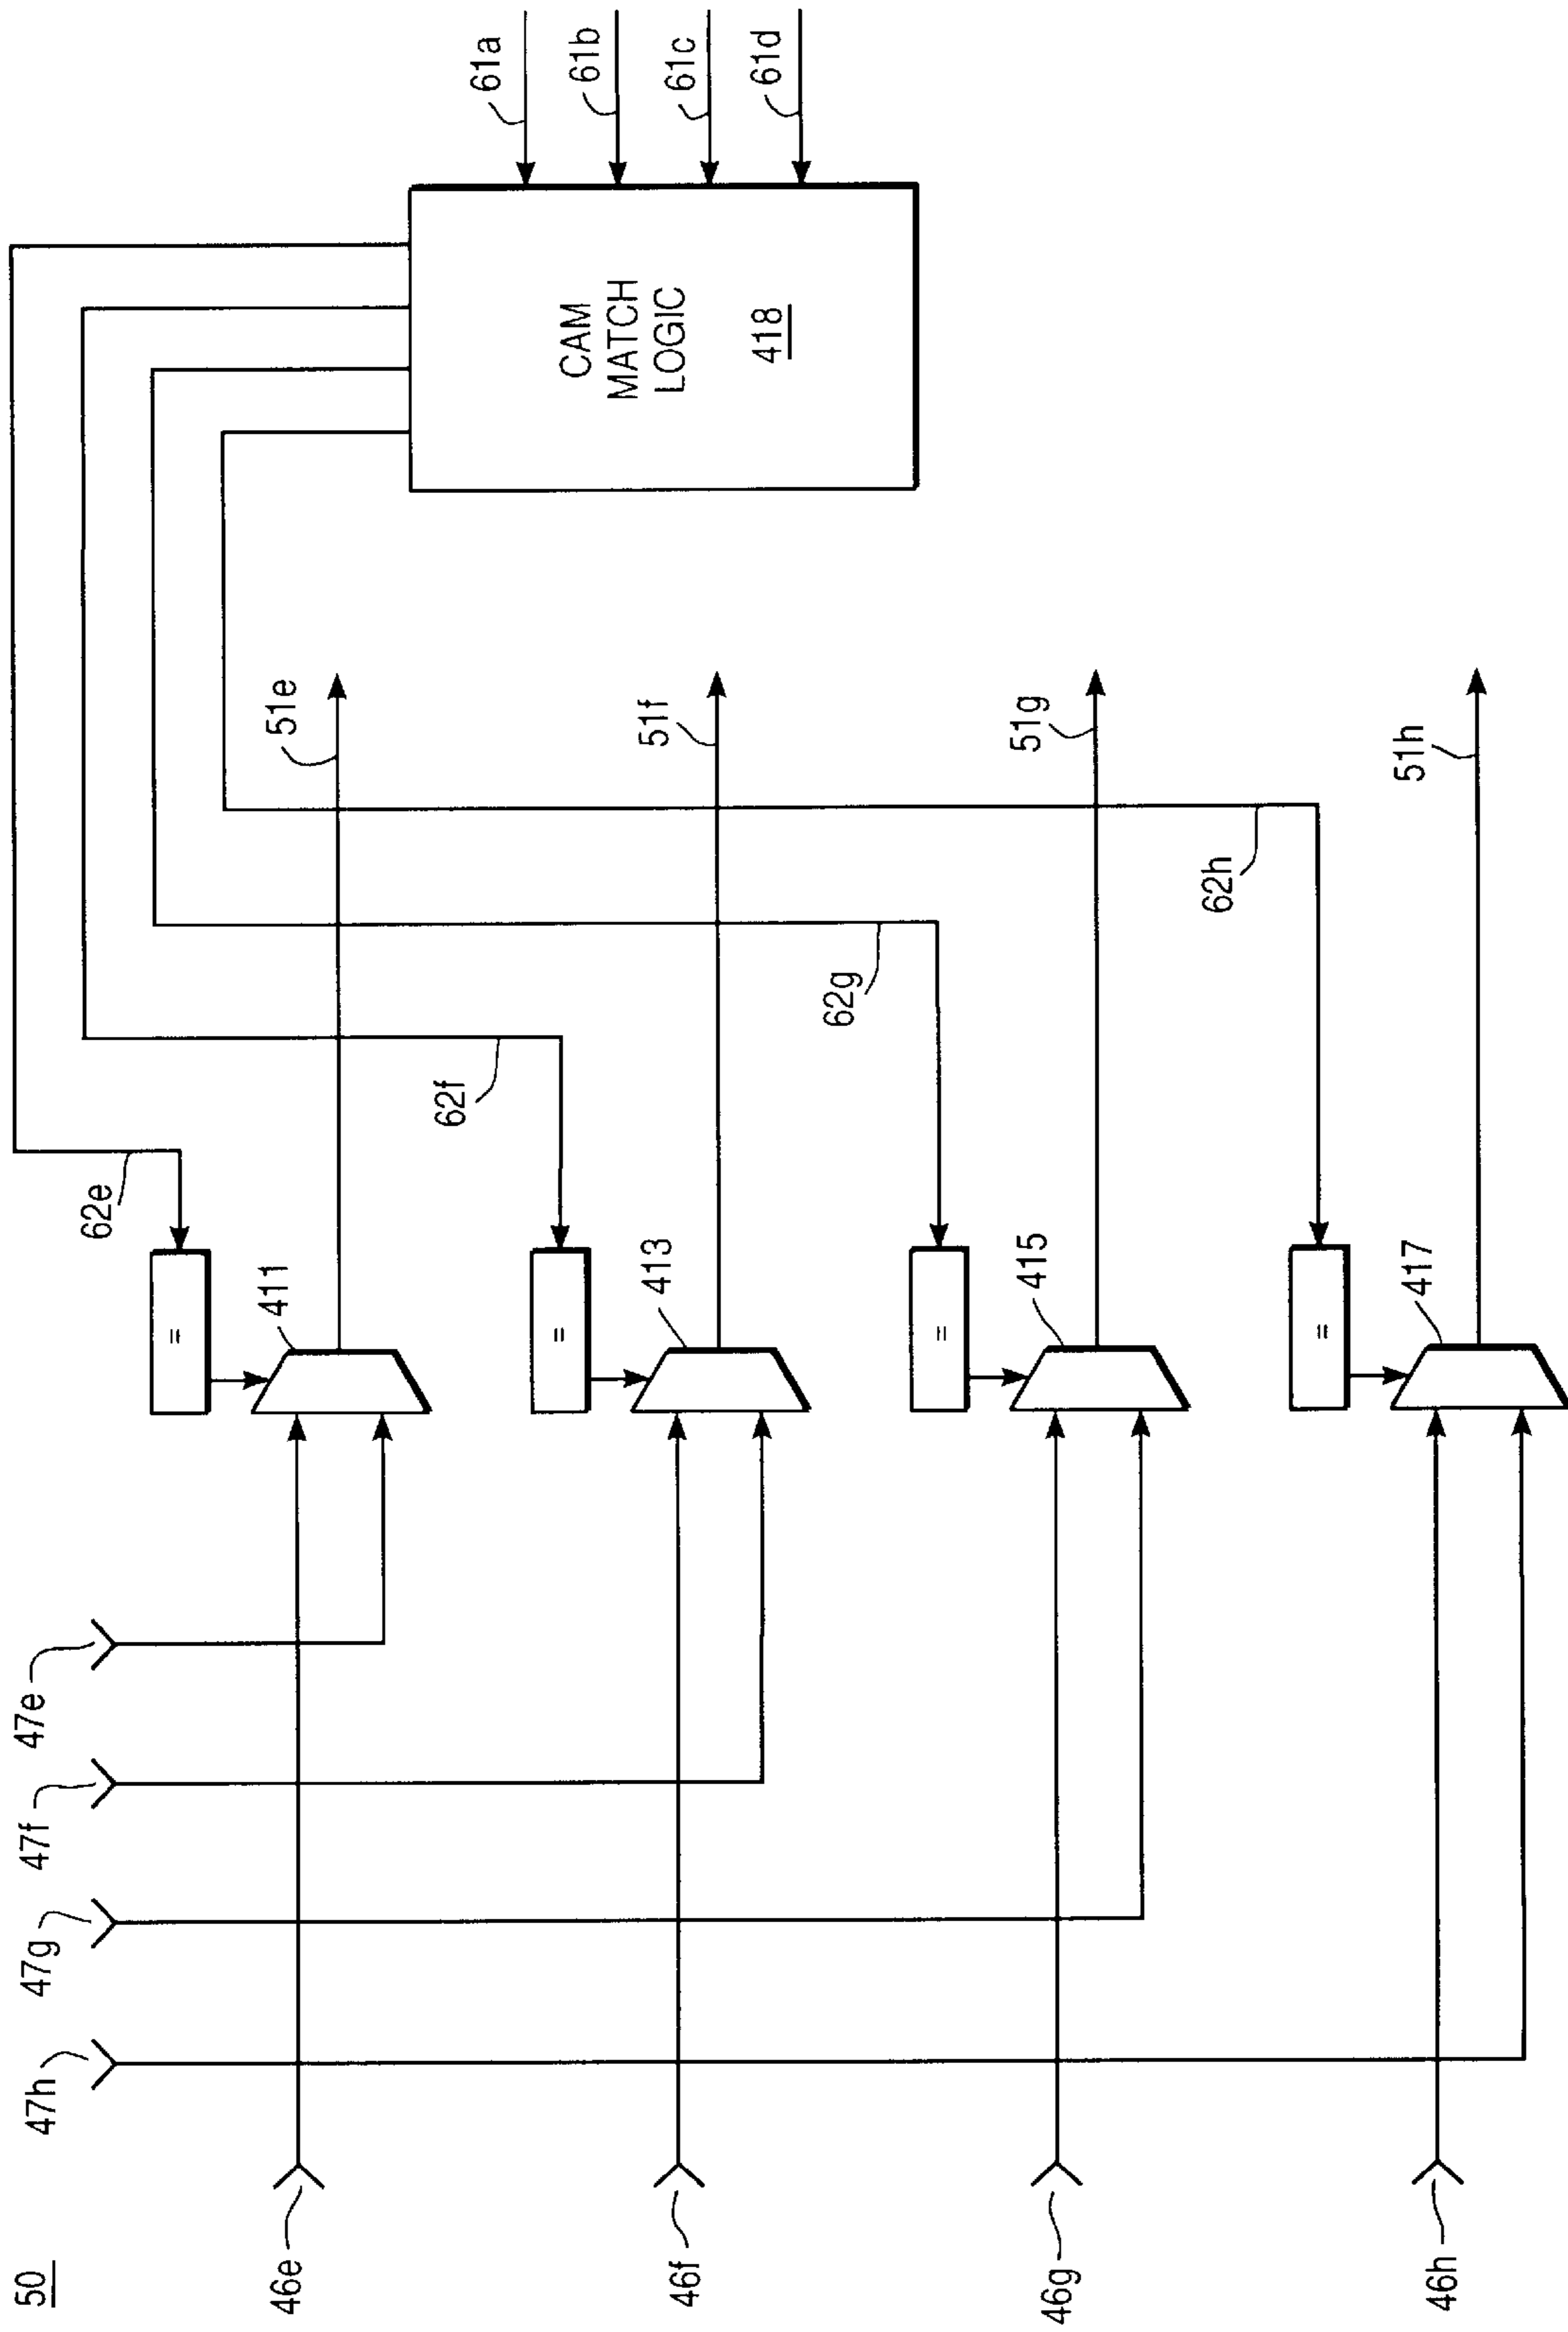 50
47h
47g
47f
47e
46e
46f
46g
46h
62e
62f
62g
62h
=
=
=
=
411
413
415
417
51e
51f
51g
51h
CAM
MATCH
LOGIC
418
61a
61b
61c
61d